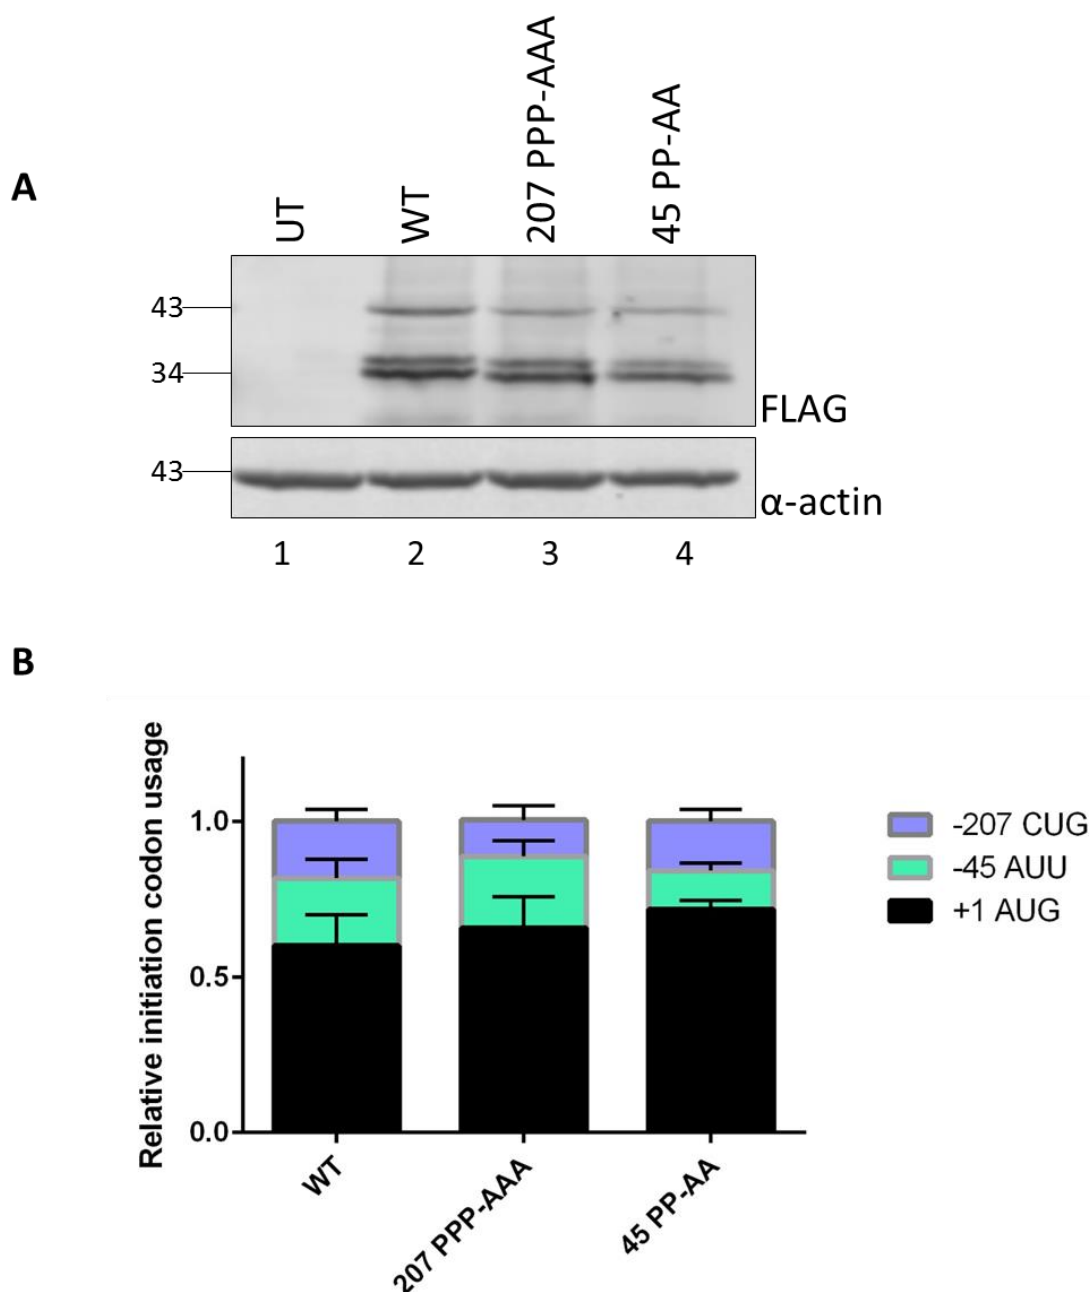 A
UT
WT
207 PPP-AAA
45 PP-AA
43
34
FLAG
43
α-actin
1 2 3 4
B
Relative initiation codon usage
1.0
0.5
0.0
WT
207 PPP-AAA
45 PP-AA
-207 CUG
-45 AUU
+1 AUG